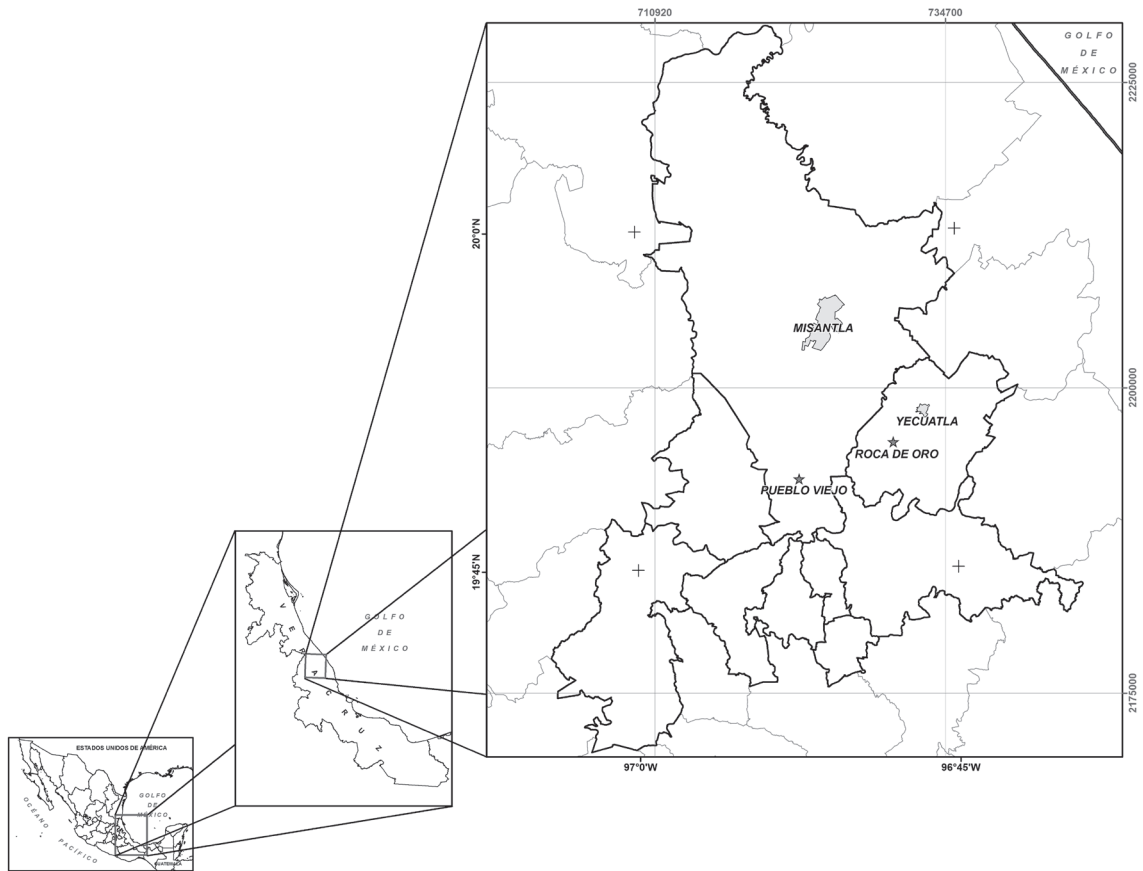 710920
734700
GOLFO
DE
MÉXICO
2225000
20°0'N
MISANTLA
2200000
YECUATLA
ROCA DE ORO
PUEBLO VIEJO
19°45'N
2175000
97°0'W
96°45'W
VERACRUZ
GOLFO
DE
MÉXICO
ESTADOS UNIDOS DE AMÉRICA
GOLFO
DE
MÉXICO
OCÉANO PACÍFICO
GUATEMALA